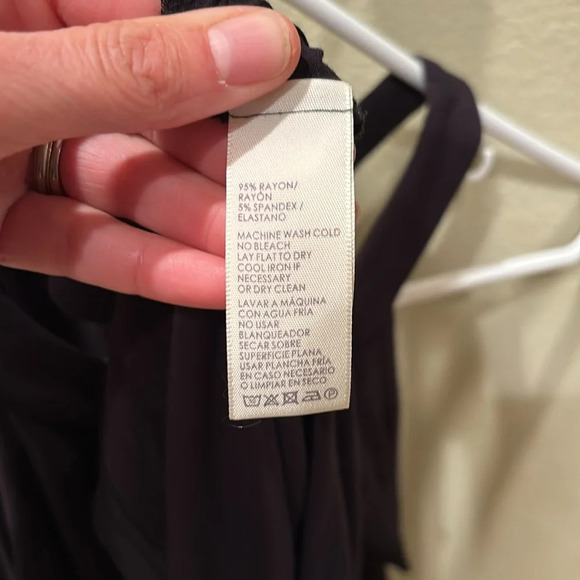 95% RAYON/
RAYÓN
5% SPANDEX /
ELASTANO
MACHINE WASH COLD
NO BLEACH
LAY FLAT TO DRY
COOL IRON IF
NECESSARY
OR DRY CLEAN
LAVAR A MÁQUINA
CON AGUA FRÍA
NO USAR
BLANQUEADOR
SECAR SOBRE
SUPERFICIE PLANA
USAR PLANCHA FRÍA
EN CASO NECESARIO
O LIMPIAR EN SECO